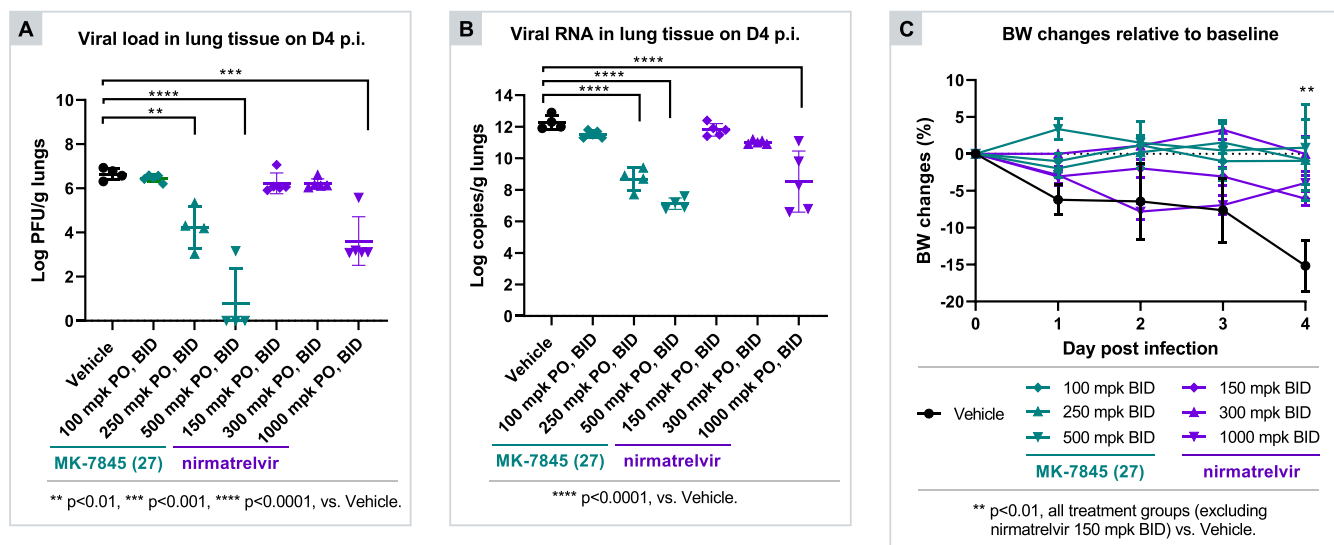 A
Viral load in lung tissue on D4 p.i.
***
****
**
Log PFU/g lungs
10
8
6
4
2
0
Vehicle
100 mpk PO, BID
250 mpk PO, BID
500 mpk PO, BID
150 mpk PO, BID
300 mpk PO, BID
1000 mpk PO, BID
MK-7845 (27)
nirmatrelvir
** p<0.01, *** p<0.001, **** p<0.0001, vs. Vehicle.
B
Viral RNA in lung tissue on D4 p.i.
****
****
****
Log copies/g lungs
14
12
10
8
6
4
2
0
Vehicle
100 mpk PO, BID
250 mpk PO, BID
500 mpk PO, BID
150 mpk PO, BID
300 mpk PO, BID
1000 mpk PO, BID
MK-7845 (27)
nirmatrelvir
**** p<0.0001, vs. Vehicle.
C
BW changes relative to baseline
**
BW changes (%)
10
5
0
-5
-10
-15
-20
0 1 2 3 4
Day post infection
Vehicle
100 mpk BID
250 mpk BID
500 mpk BID
MK-7845 (27)
150 mpk BID
300 mpk BID
1000 mpk BID
nirmatrelvir
** p<0.01, all treatment groups (excluding
nirmatrelvir 150 mpk BID) vs. Vehicle.